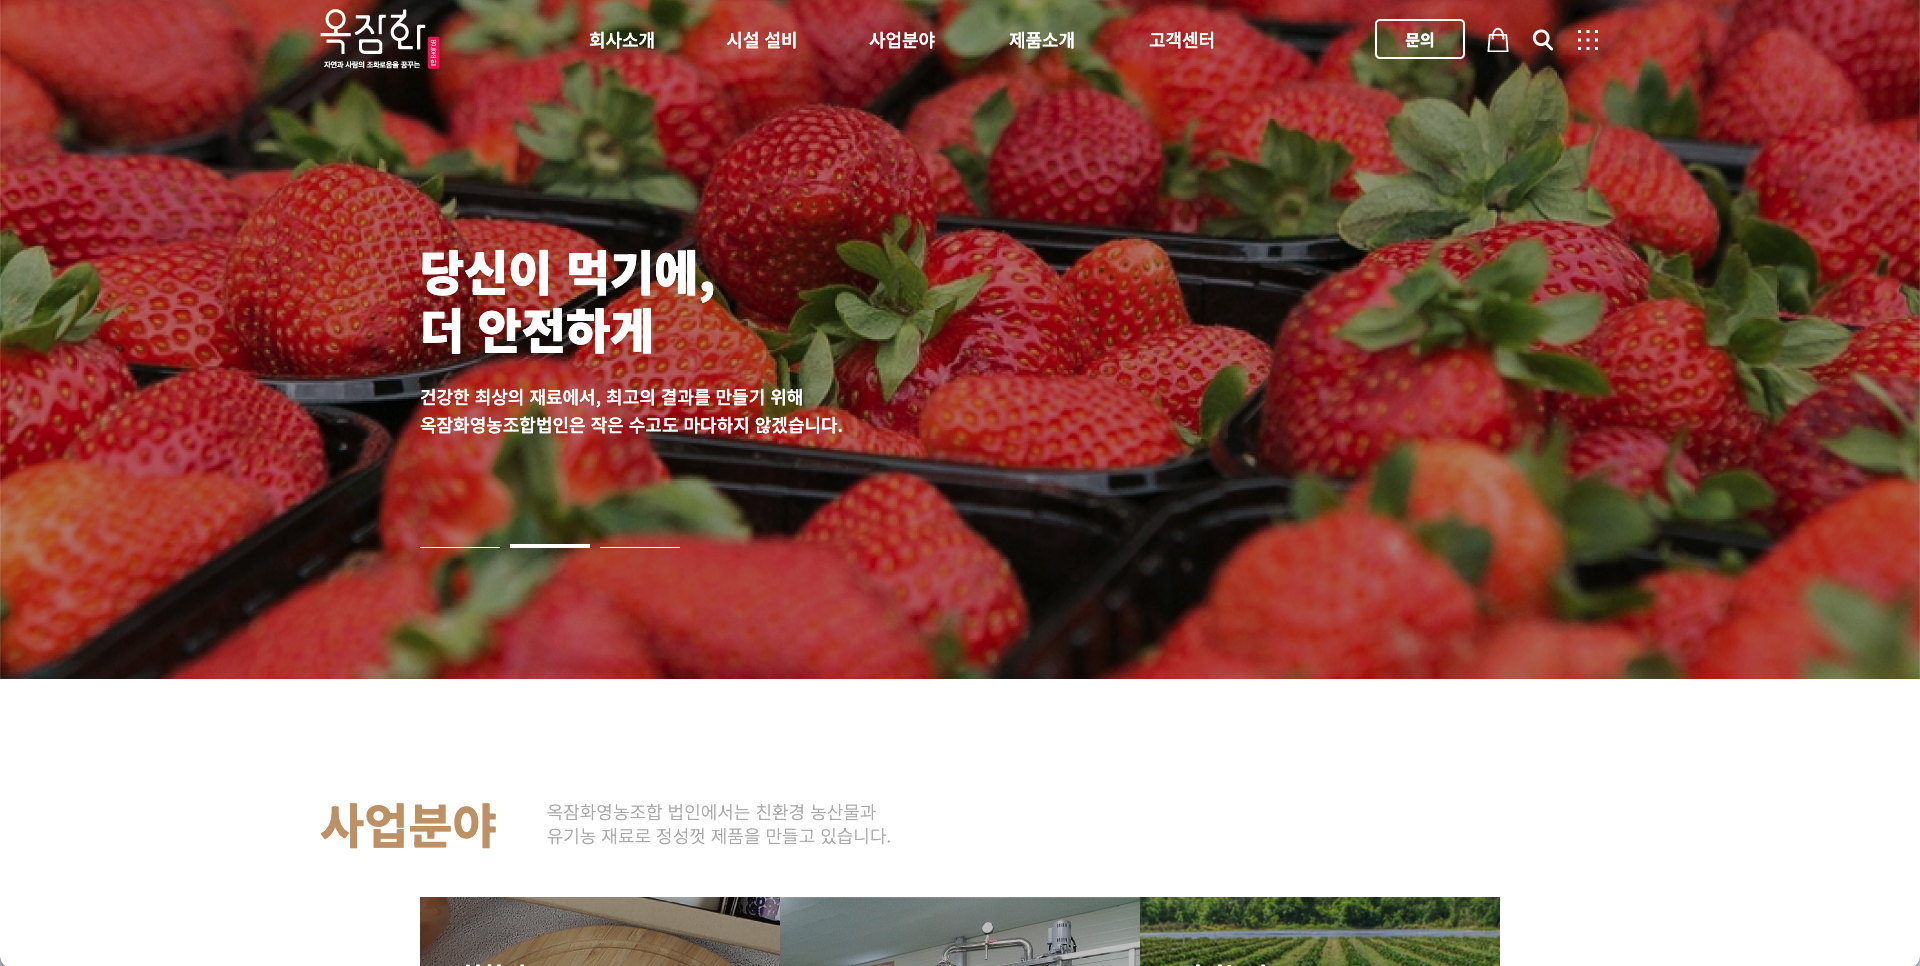 옥잠화
자연과 사람의 조화로움을 꿈꾸는
회사소개
시설 설비
사업분야
제품소개
고객센터
문의
당신이 먹기에,
더 안전하게
건강한 최상의 재료에서, 최고의 결과를 만들기 위해
옥잠화영농조합법인은 작은 수고도 마다하지 않겠습니다.
사업분야
옥잠화영농조합 법인에서는 친환경 농산물과
유기농 재료로 정성껏 제품을 만들고 있습니다.